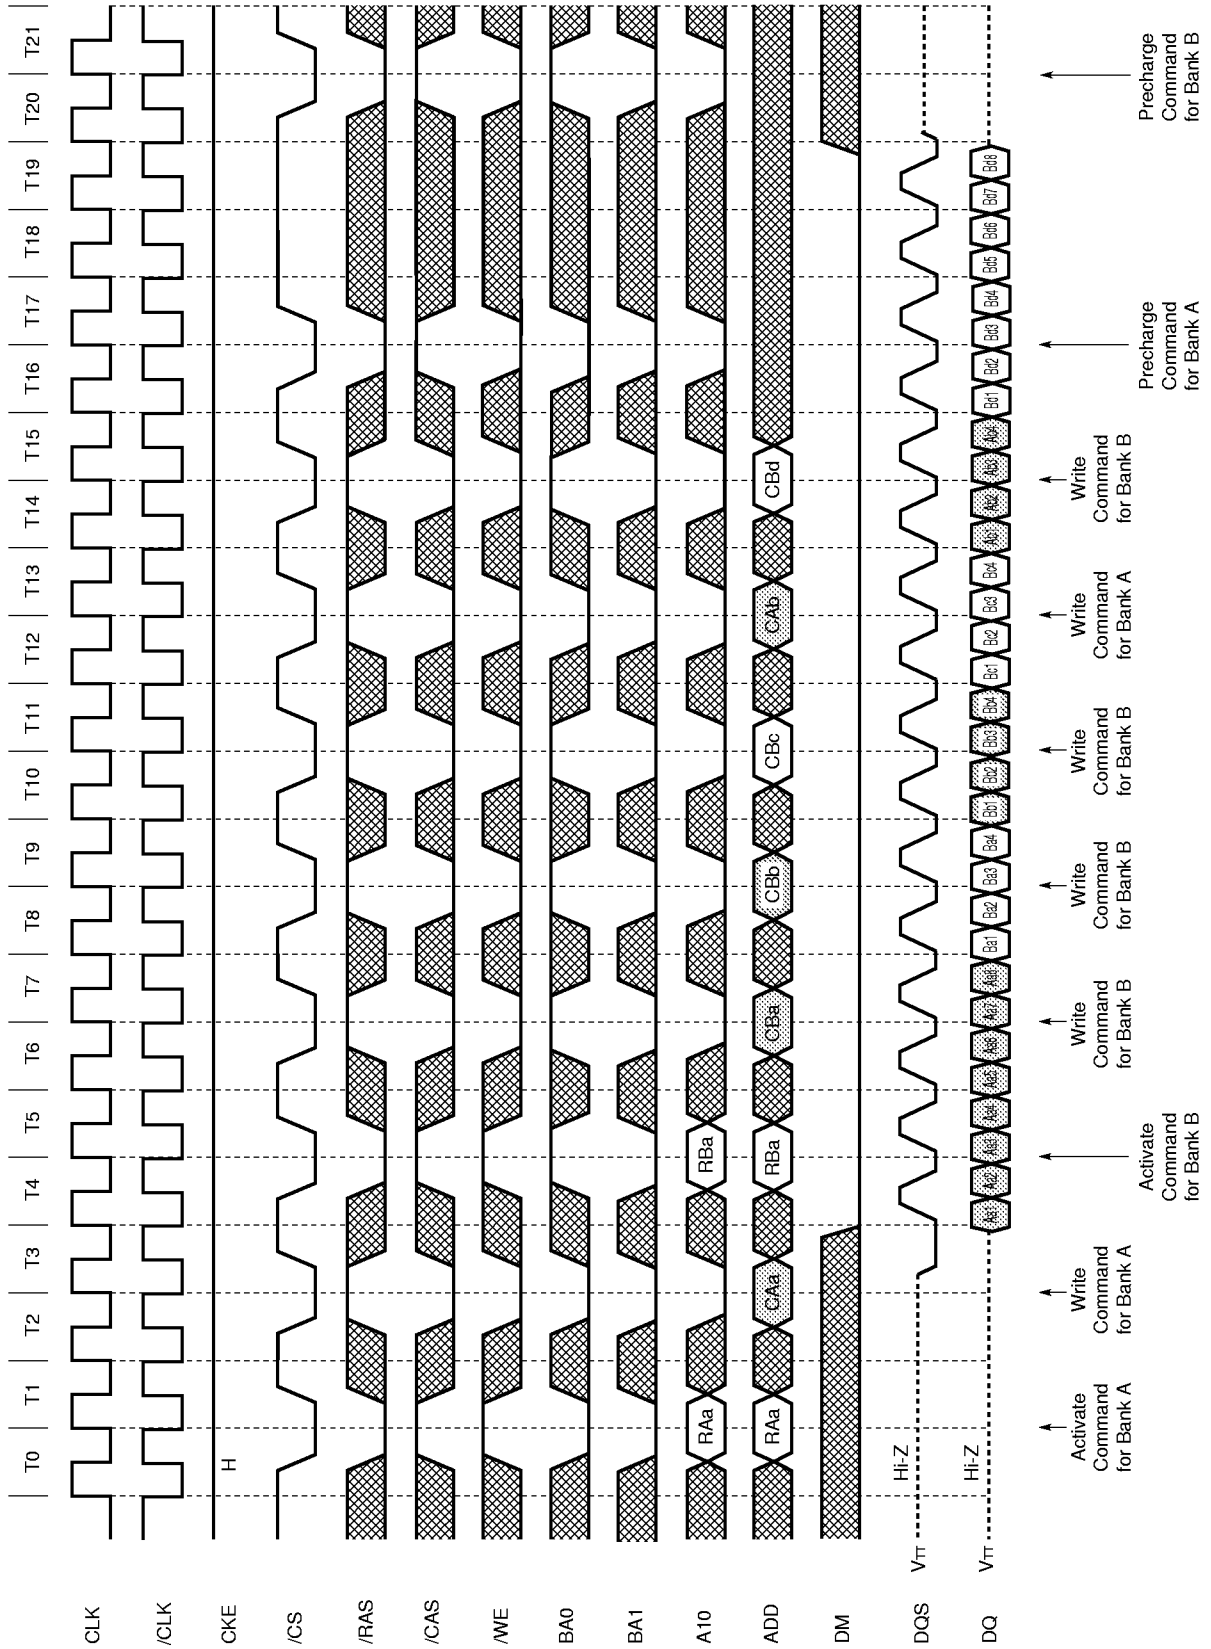 T0 T1 T2 T3 T4 T5 T6 T7 T8 T9 T10 T11 T12 T13 T14 T15 T16 T17 T18 T19 T20 T21
CLK
/CLK
CKE H
/CS
/RAS
/CAS
/WE
BA0
BA1
A10 RAa RBa
ADD RAa CAa RBa CBa CBb CBc CAb CBd
DM
DQS VTT Hi-Z
DQ VTT Hi-Z Aa2 Aa7 Ba1 Ba2 Ba3 Ba4 Bb1 Bb2 Bb3 Bb4 Bc1 Bc2 Bc3 Bc4 Bd1 Bd2 Bd3 Bd4 Bd5 Bd6 Bd7 Bd8
Activate
Command
for Bank A
Write
Command
for Bank A
Activate
Command
for Bank B
Write
Command
for Bank B
Write
Command
for Bank B
Write
Command
for Bank B
Write
Command
for Bank A
Write
Command
for Bank B
Precharge
Command
for Bank A
Precharge
Command
for Bank B